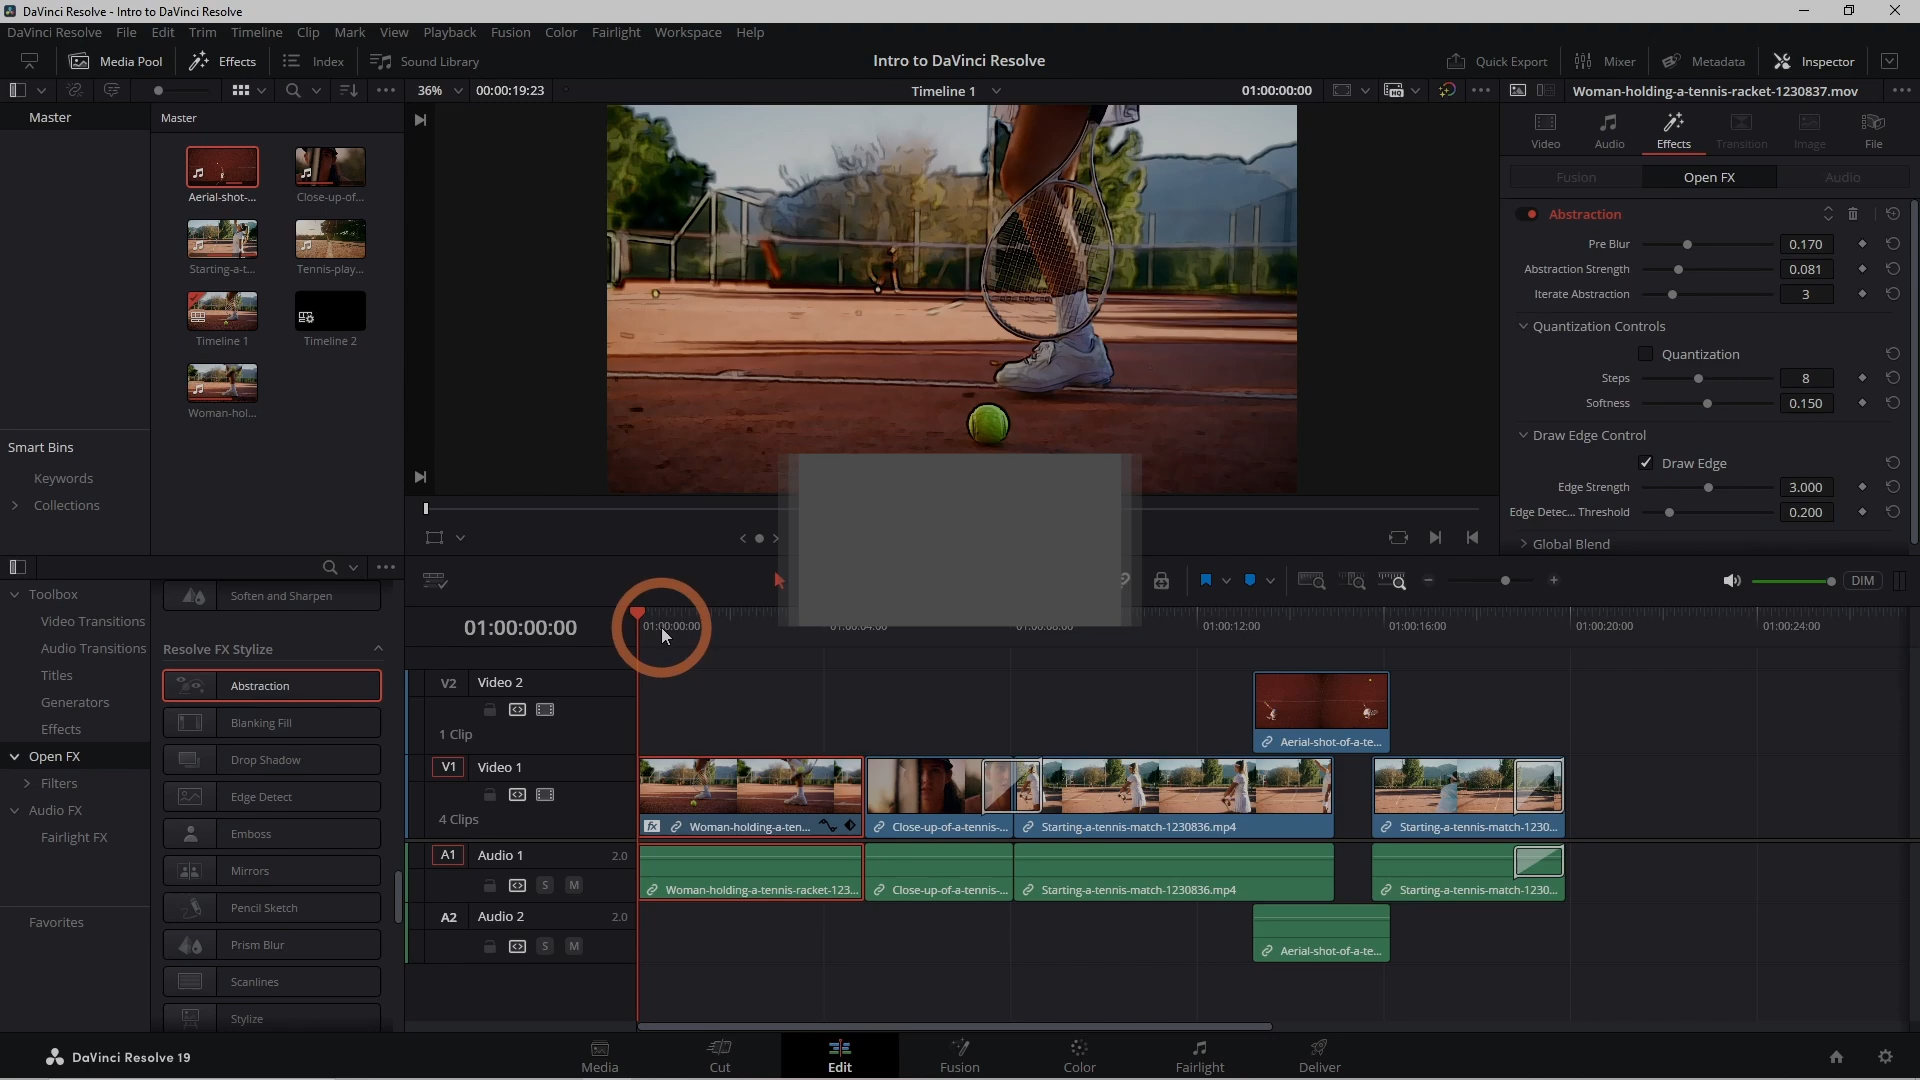 DaVinci Resolve - Intro to DaVinci Resolve
DaVinci Resolve File Edit Trim Timeline Clip Mark View Playback Fusion Color Fairlight Workspace Help
Media Pool Effects Index Sound Library Intro to DaVinci Resolve Quick Export Mixer Metadata Inspector
36% 00:00:19:23 Timeline 1 01:00:00:00 Woman-holding-a-tennis-racket-1230837.mov
Master Master
Video Audio Effects Transition Image File
Aerial-shot-... Close-up-of...
Fusion Open FX Audio
Abstraction
Pre Blur 0.170
Starting-a-t... Tennis-play...
Abstraction Strength 0.081
Iterate Abstraction 3
Quantization Controls
Timeline 1 Timeline 2
Quantization
Steps 8
Softness 0.150
Woman-hol...
Draw Edge Control
Smart Bins
Draw Edge
Keywords
Edge Strength 3.000
Collections
Edge Detec... Threshold 0.200
Global Blend
DIM
Toolbox
Soften and Sharpen
Video Transitions
Audio Transitions
Titles
Generators
Effects
Open FX
Filters
Audio FX
Fairlight FX
Favorites
Resolve FX Stylize
Abstraction
Blanking Fill
Drop Shadow
Edge Detect
Emboss
Mirrors
Pencil Sketch
Prism Blur
Scanlines
Stylize
01:00:00:00 01:00:00:00 01:00:04:00 01:00:08:00 01:00:12:00 01:00:16:00 01:00:20:00 01:00:24:00
V2 Video 2
1 Clip Aerial-shot-of-a-te...
V1 Video 1
4 Clips Woman-holding-a-ten... Close-up-of-a-tennis-... Starting-a-tennis-match-1230836.mp4 Starting-a-tennis-match-1230...
A1 Audio 1 2.0
S M Woman-holding-a-tennis-racket-123... Close-up-of-a-tennis-... Starting-a-tennis-match-1230836.mp4 Starting-a-tennis-match-1230...
A2 Audio 2 2.0
S M Aerial-shot-of-a-te...
DaVinci Resolve 19 Media Cut Edit Fusion Color Fairlight Deliver